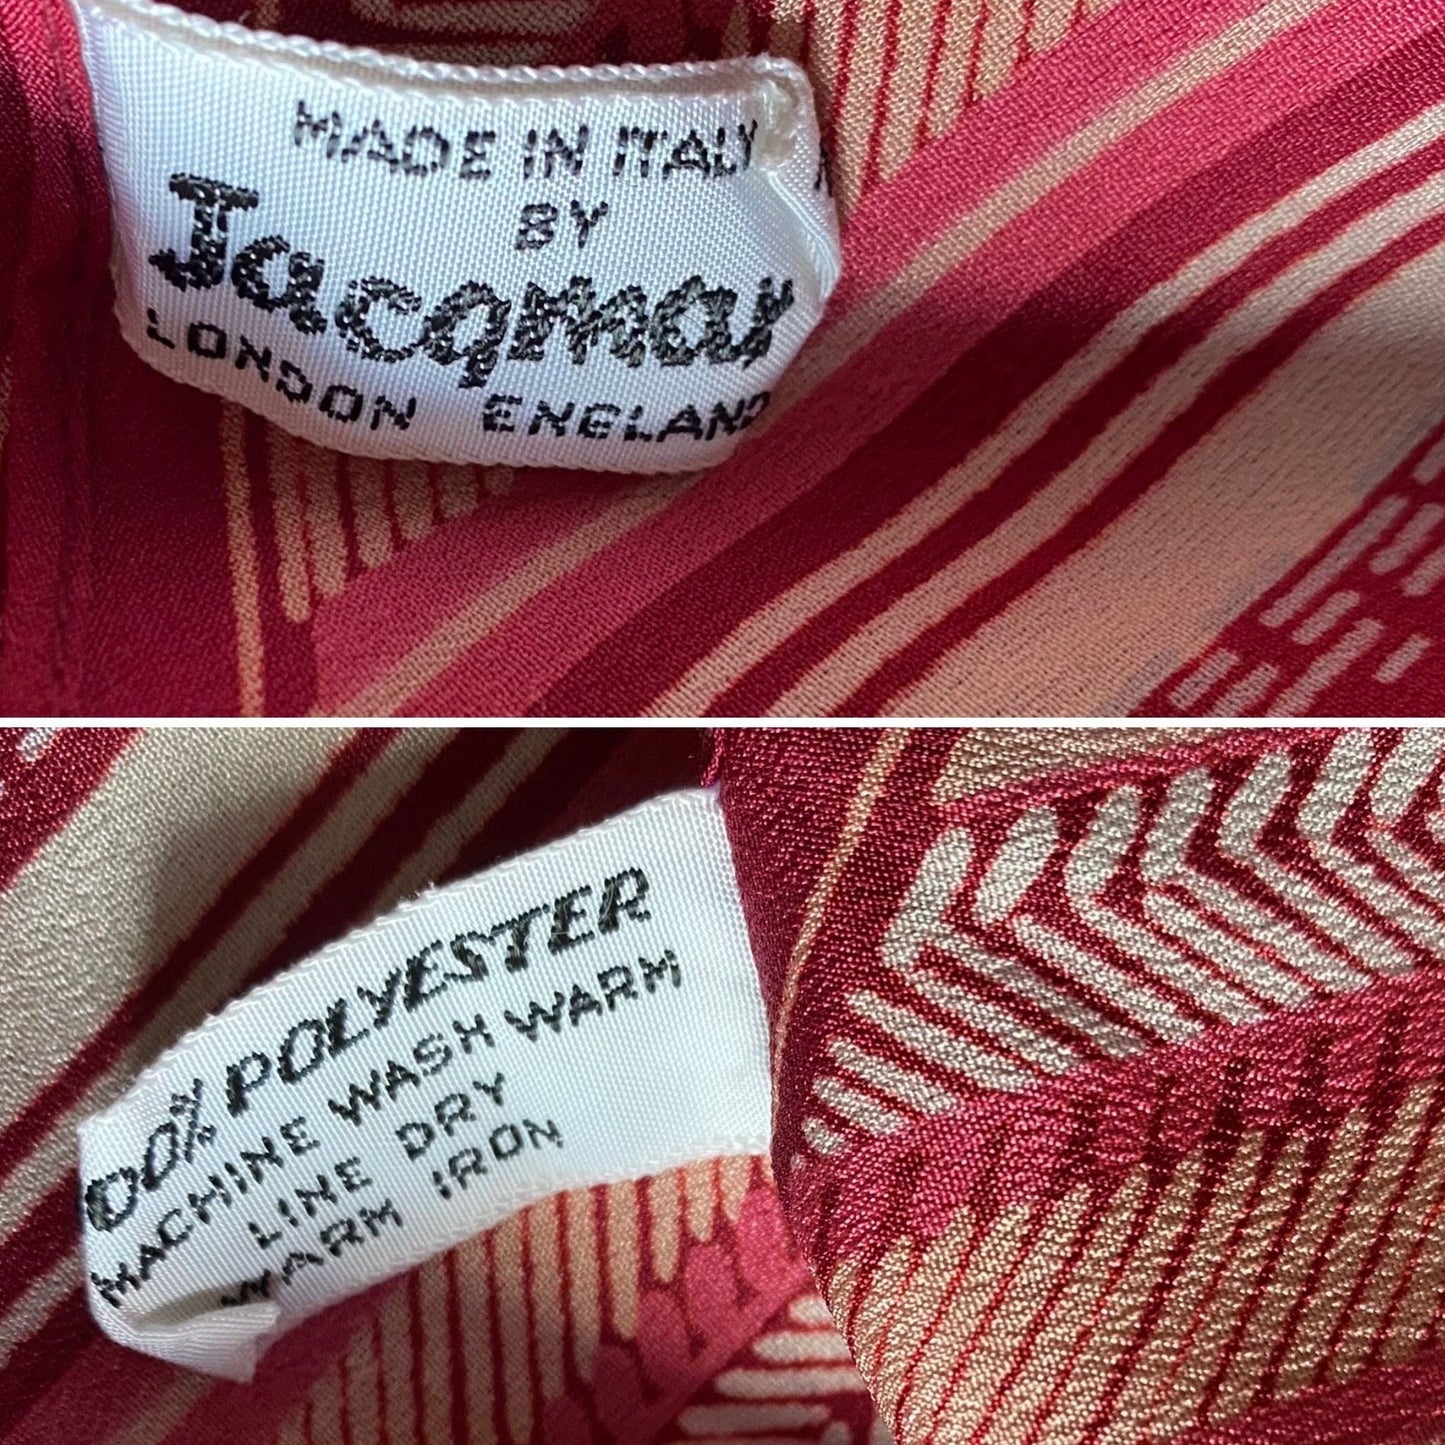 MADE IN ITALY
BY
Jacqmar
LONDON ENGLAND
100% POLYESTER
MACHINE WASH WARM
LINE DRY
WARM IRON